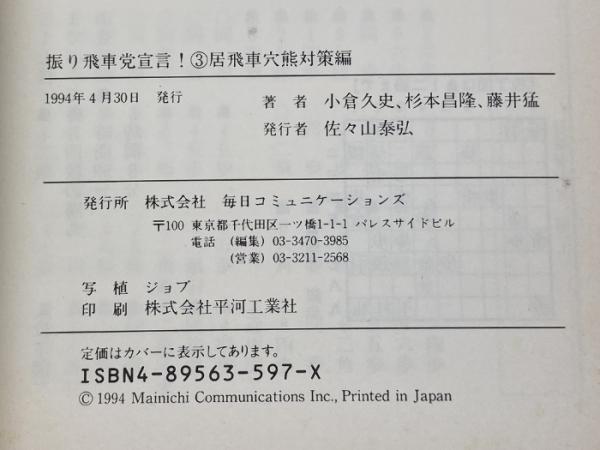 振り飛車党宣言！③居飛車穴熊対策編
1994年4月30日　発行　著　者　小倉久史、杉本昌隆、藤井猛
発行者　佐々山泰弘
発行所　株式会社　毎日コミュニケーションズ
〒100　東京都千代田区一ツ橋1-1-1 パレスサイドビル
電話　(編集)　03-3470-3985
(営業)　03-3211-2568
写　植　ジョブ
印　刷　株式会社平河工業社
定価はカバーに表示してあります。
ISBN4-89563-597-X
© 1994 Mainichi Communications Inc., Printed in Japan